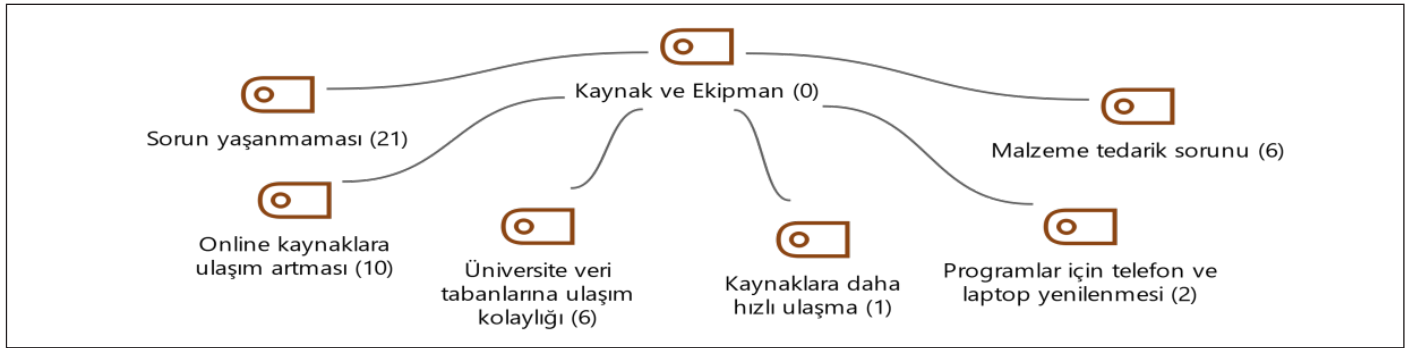 Kaynak ve Ekipman (0)
Sorun yaşanmaması (21)
Malzeme tedarik sorunu (6)
Online kaynaklara
ulaşım artması (10)
Üniversite veri
tabanlarına ulaşım
kolaylığı (6)
Kaynaklara daha
hızlı ulaşma (1)
Programlar için telefon ve
laptop yenilenmesi (2)